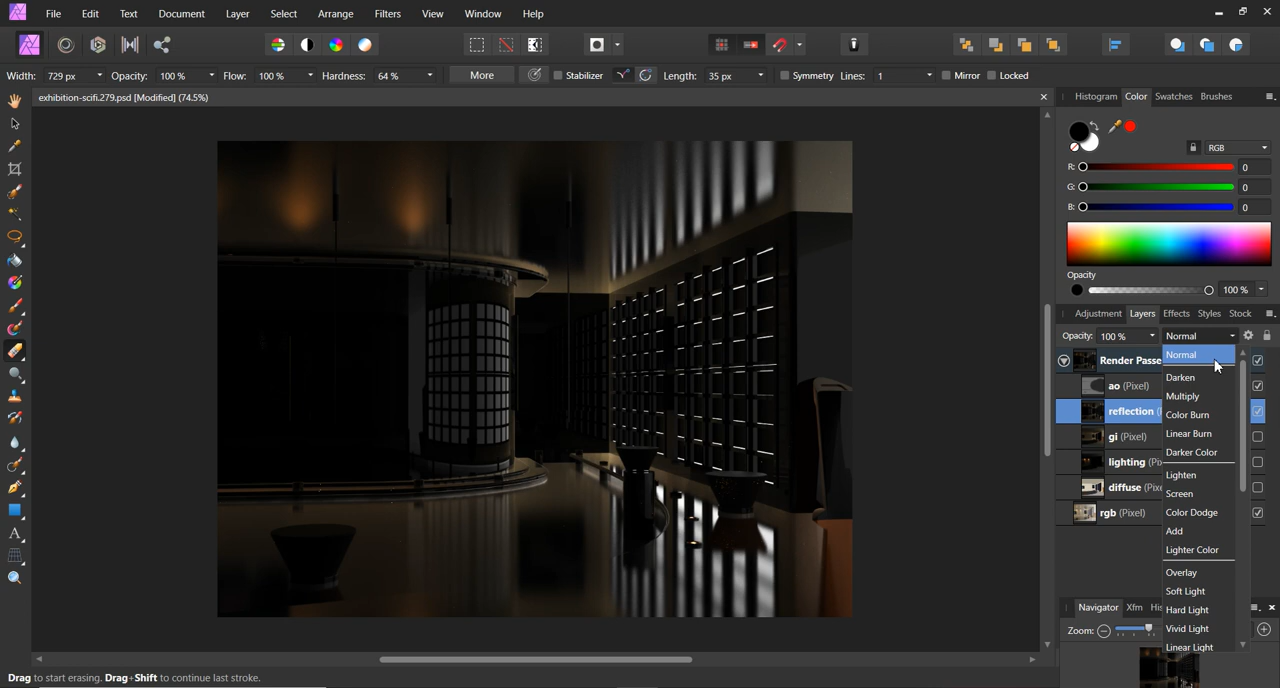 File Edit Text Document Layer Select Arrange Filters View Window Help
Width: 729 px Opacity: 100 % Flow: 100 % Hardness: 64 % More Stabilizer Length: 35 px Symmetry Lines: 1 Mirror Locked
exhibition-scifi.279.psd [Modified] (74.5%)
Histogram Color Swatches Brushes
RGB
R: 0
G: 0
B: 0
Opacity
100 %
Adjustment Layers Effects Styles Stock
Opacity: 100 % Normal
Render Passe
ao (Pixel)
reflection (
gi (Pixel)
lighting (Pi
diffuse (Pixe
rgb (Pixel)
Normal
Darken
Multiply
Color Burn
Linear Burn
Darker Color
Lighten
Screen
Color Dodge
Add
Lighter Color
Overlay
Soft Light
Hard Light
Vivid Light
Linear Light
Navigator Xfm His
Zoom:
Drag to start erasing. Drag+Shift to continue last stroke.